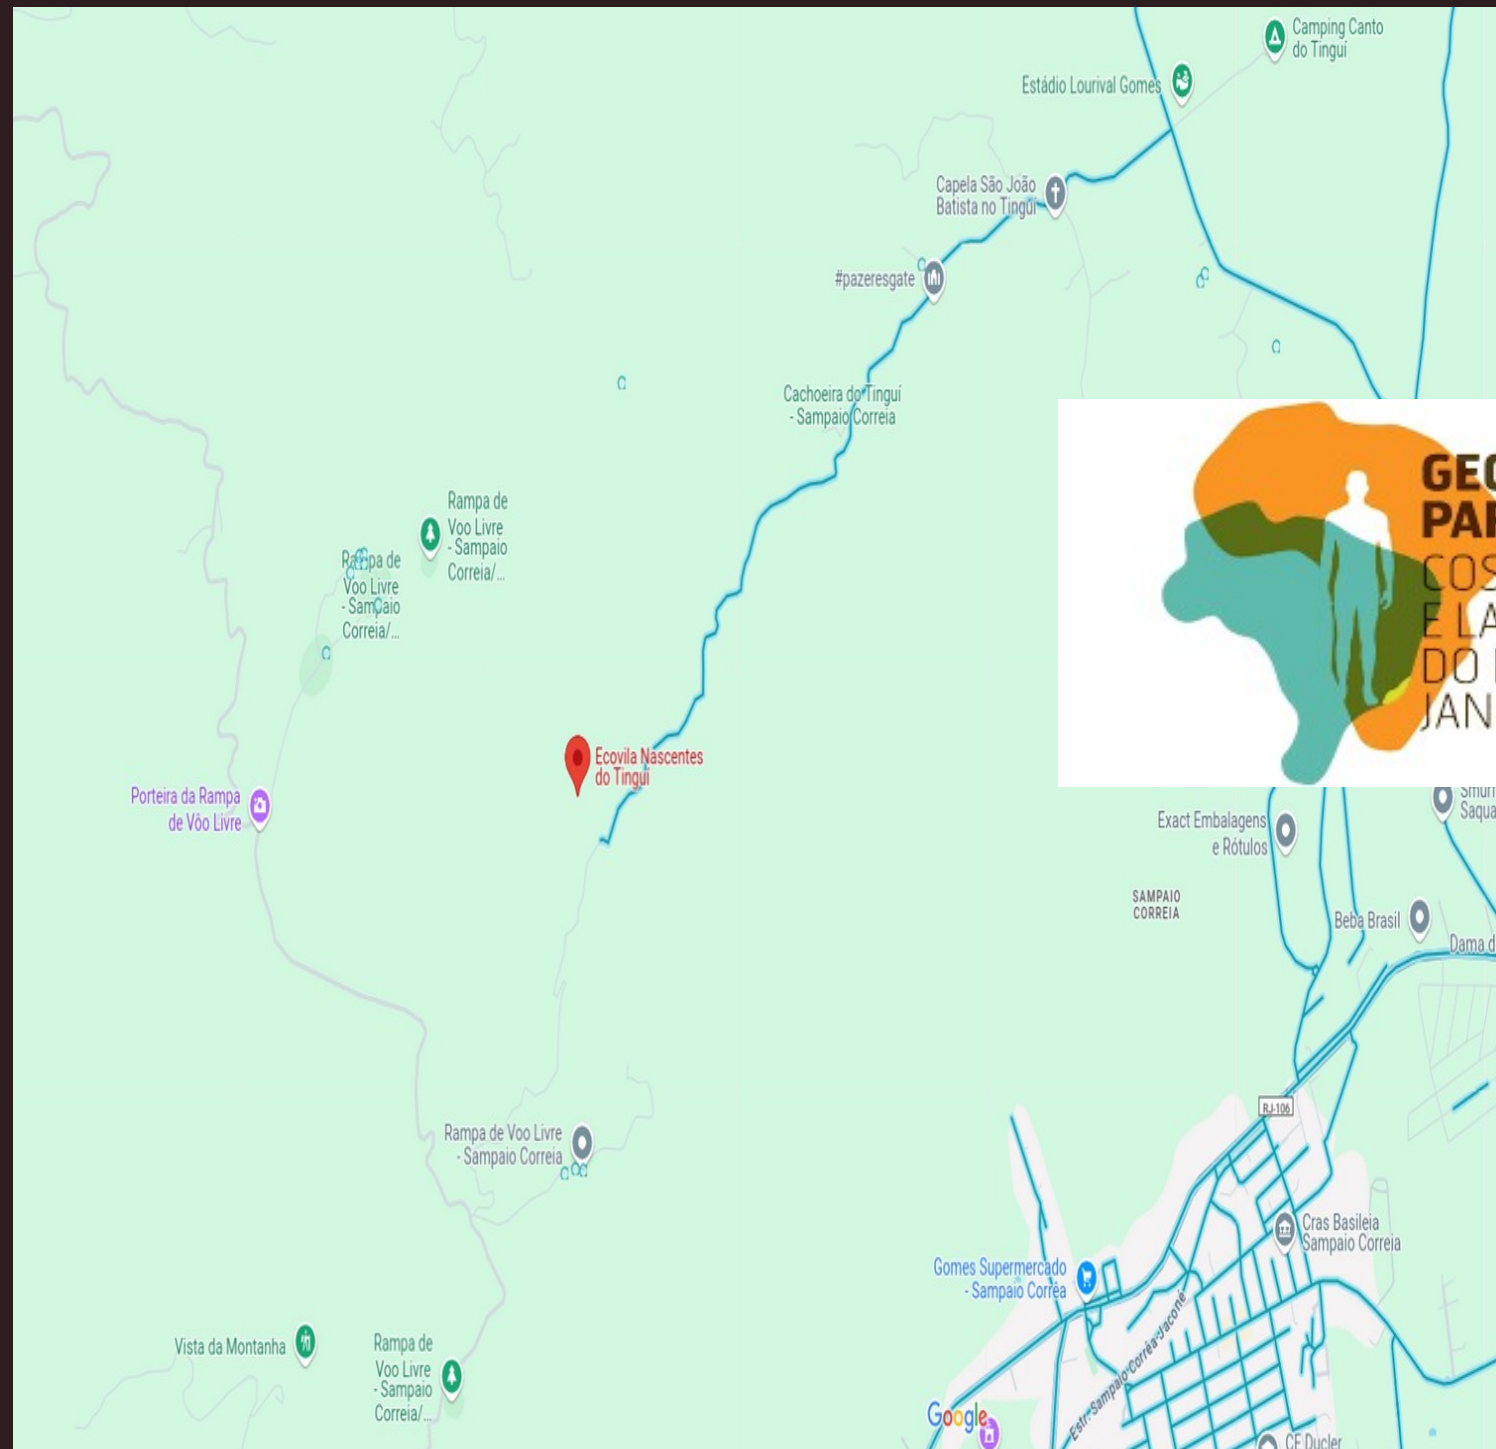 Camping Canto
do Tinguí
Estádio Lourival Gomes
Capela São João
Batista no Tinguí
#pazeresgate
Cachoeira do Tinguí
- Sampaio Correia
Rampa de
Voo Livre
- Sampaio
Correia/...
Rampa de
Voo Livre
- Sampaio
Correia/...
GEO
PAR
COS
E LA
DO
JAN
Ecovila Nascentes
do Tinguí
Porteira da Rampa
de Vôo Livre
Saqua
Exact Embalagens
e Rótulos
SAMPAIO
CORREIA
Beba Brasil
Dama d
RJ-106
Rampa de Voo Livre
- Sampaio Correia
Cras Basileia
Sampaio Correia
Gomes Supermercado
- Sampaio Corrêa
Estr. Sampaio Corrêa-Jaconé
Vista da Montanha
Rampa de
Voo Livre
- Sampaio
Correia/...
Google
CE Ducler